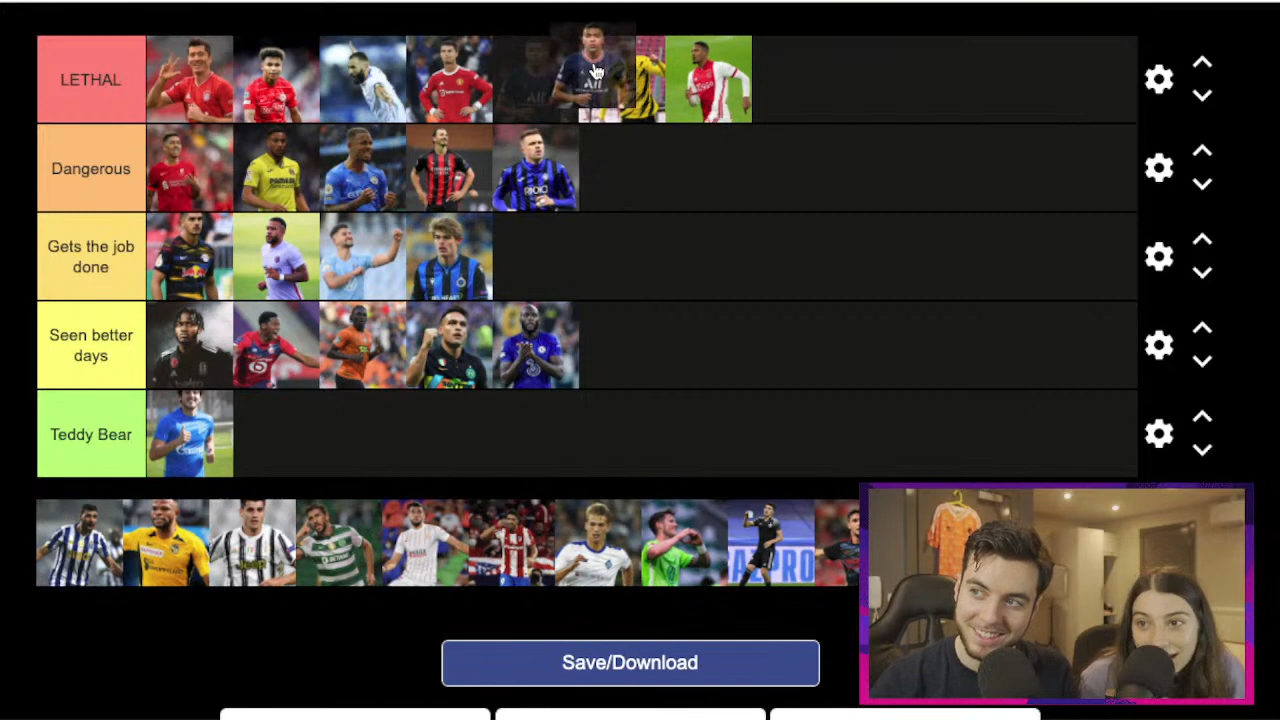 LETHAL
Dangerous
Gets the job
done
Seen better
days
Teddy Bear
Save/Download